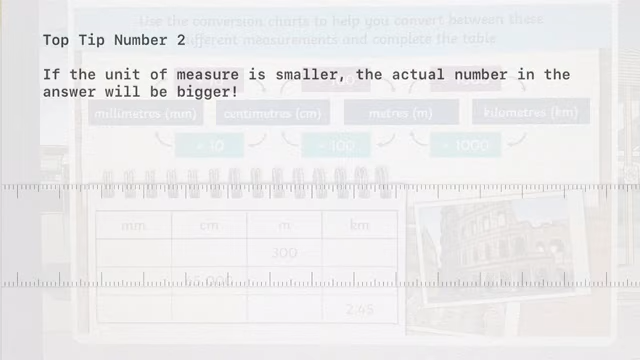 Use the conversion charts to help you convert between these
different measurements and complete the table
Top Tip Number 2
If the unit of measure is smaller, the actual number in the
answer will be bigger!
millimetres (mm) centimetres (cm) metres (m) kilometres (km)
÷ 10 ÷ 100 ÷ 1000
mm cm m km
300
65 000
2.65